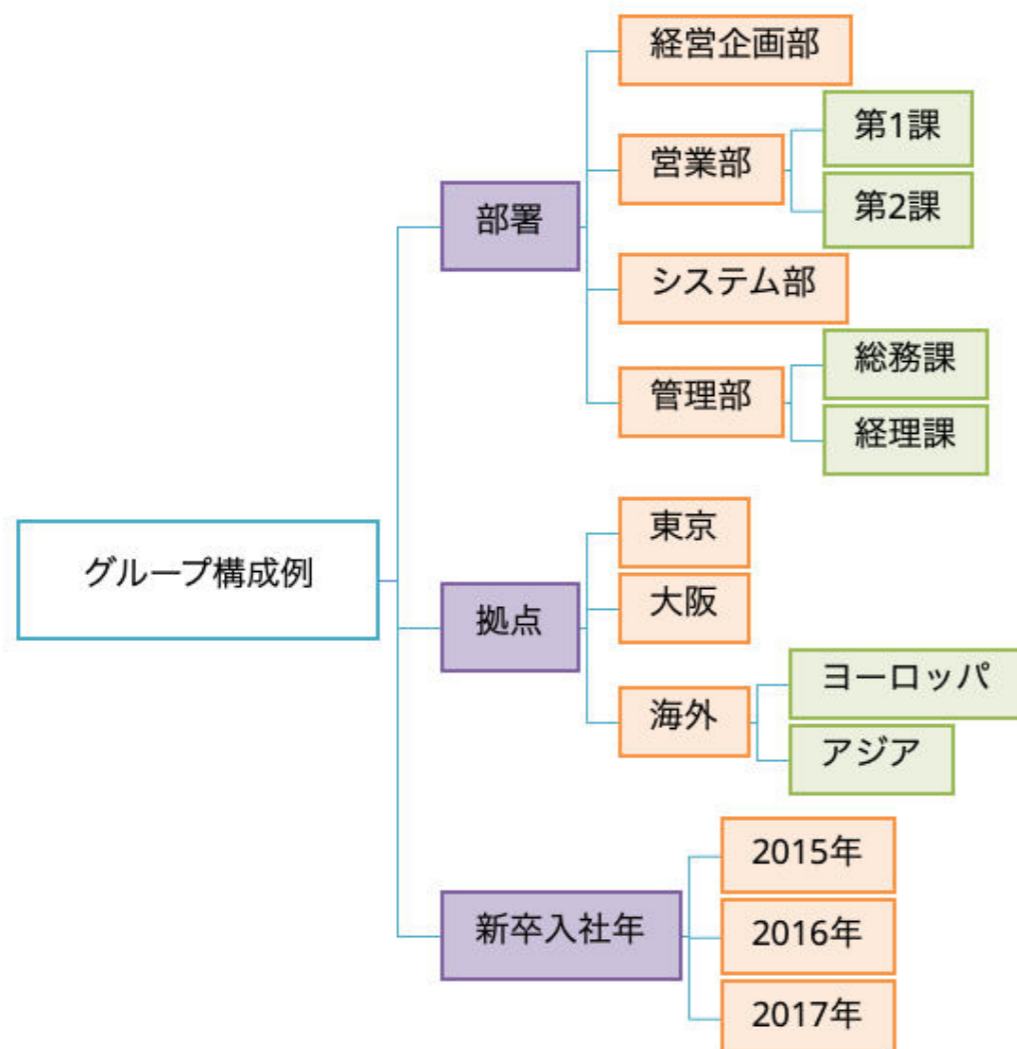 グループ構成例
部署
経営企画部
営業部
第1課
第2課
システム部
管理部
総務課
経理課
拠点
東京
大阪
海外
ヨーロッパ
アジア
新卒入社年
2015年
2016年
2017年